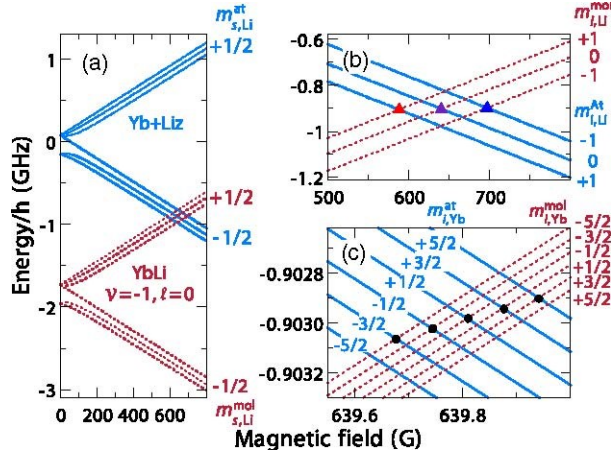 m^at_s,Li
+1/2
(a)
Yb+Liz
-1/2
+1/2
YbLi
ν=-1, ℓ=0
-1/2
m^mol_s,Li
1
0
-1
-2
-3
0
200 400 600
Energy/h (GHz)
Magnetic field (G)
-0.6
-0.8
-0.9
-1.2
500
600
700
(b)
m^mol_I,LI
+1
0
-1
m^At_I,LI
-1
0
+1
(c)
m^at_i,Yb
m^mol_i,Yb
+5/2
+3/2
+1/2
-1/2
-3/2
-5/2
-5/2
-3/2
-1/2
+1/2
+3/2
+5/2
-0.9028
-0.9030
-0.9032
639.6
639.8